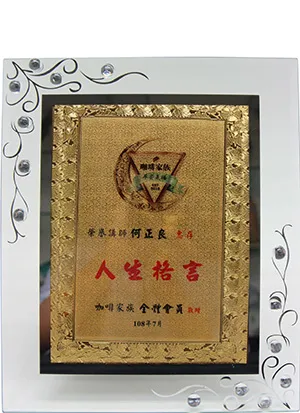 咖啡家族
榮譽講師 何正良 惠存
人生格言
咖啡家族 全體會員 敬贈
108年7月